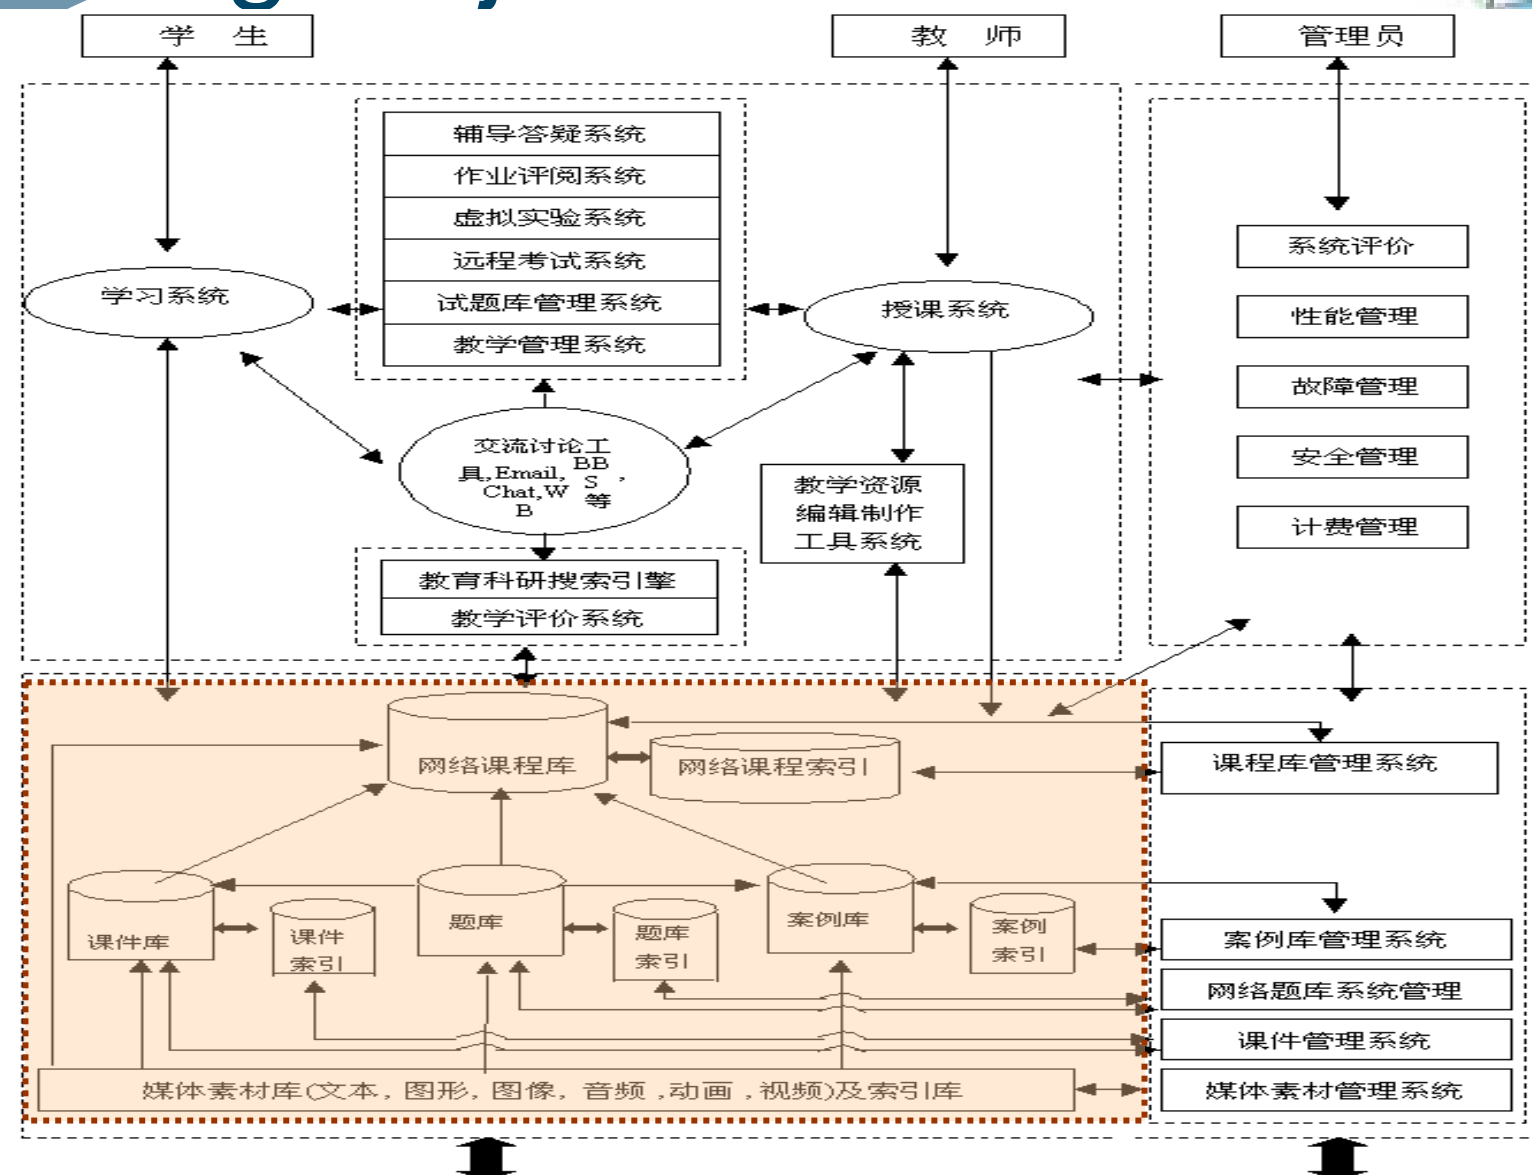 学 生
教 师
管理员
辅导答疑系统
作业评阅系统
虚拟实验系统
远程考试系统
试题库管理系统
教学管理系统
学习系统
授课系统
系统评价
性能管理
故障管理
安全管理
计费管理
交流讨论工
具,Email, BB
S ,
Chat,W 等
B
教学资源
编辑制作
工具系统
教育科研搜索引擎
教学评价系统
网络课程库
网络课程索引
课程库管理系统
课件库
课件
索引
题库
题库
索引
案例库
案例
索引
案例库管理系统
网络题库系统管理
课件管理系统
媒体素材库(文本, 图形, 图像, 音频 ,动画 ,视频)及索引库
媒体素材管理系统